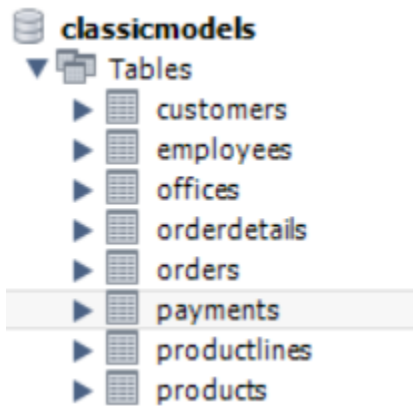 classicmodels
Tables
customers
employees
offices
orderdetails
orders
payments
productlines
products